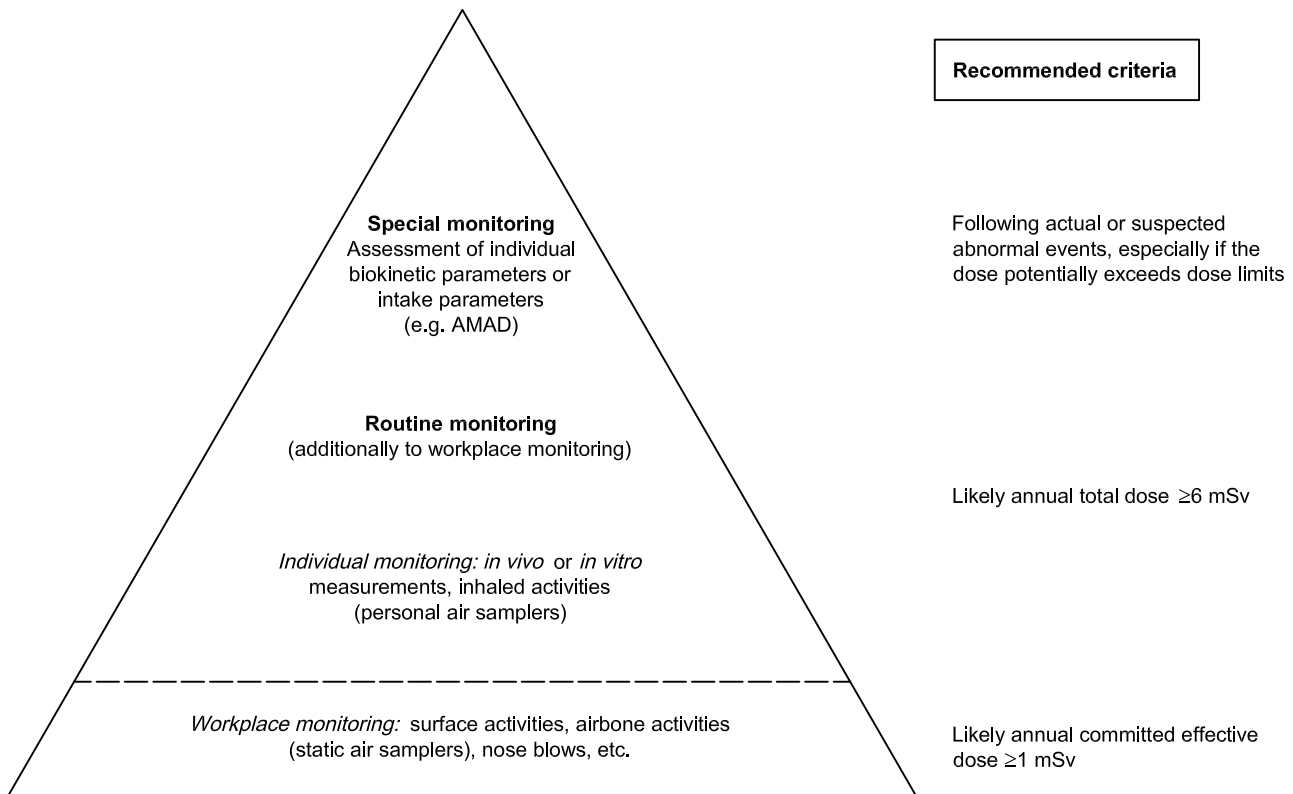 Recommended criteria
Special monitoring
Assessment of individual
biokinetic parameters or
intake parameters
(e.g. AMAD)
Following actual or suspected
abnormal events, especially if the
dose potentially exceeds dose limits
Routine monitoring
(additionally to workplace monitoring)
Likely annual total dose ≥6 mSv
Individual monitoring: in vivo or in vitro
measurements, inhaled activities
(personal air samplers)
Workplace monitoring: surface activities, airbone activities
(static air samplers), nose blows, etc.
Likely annual committed effective
dose ≥1 mSv